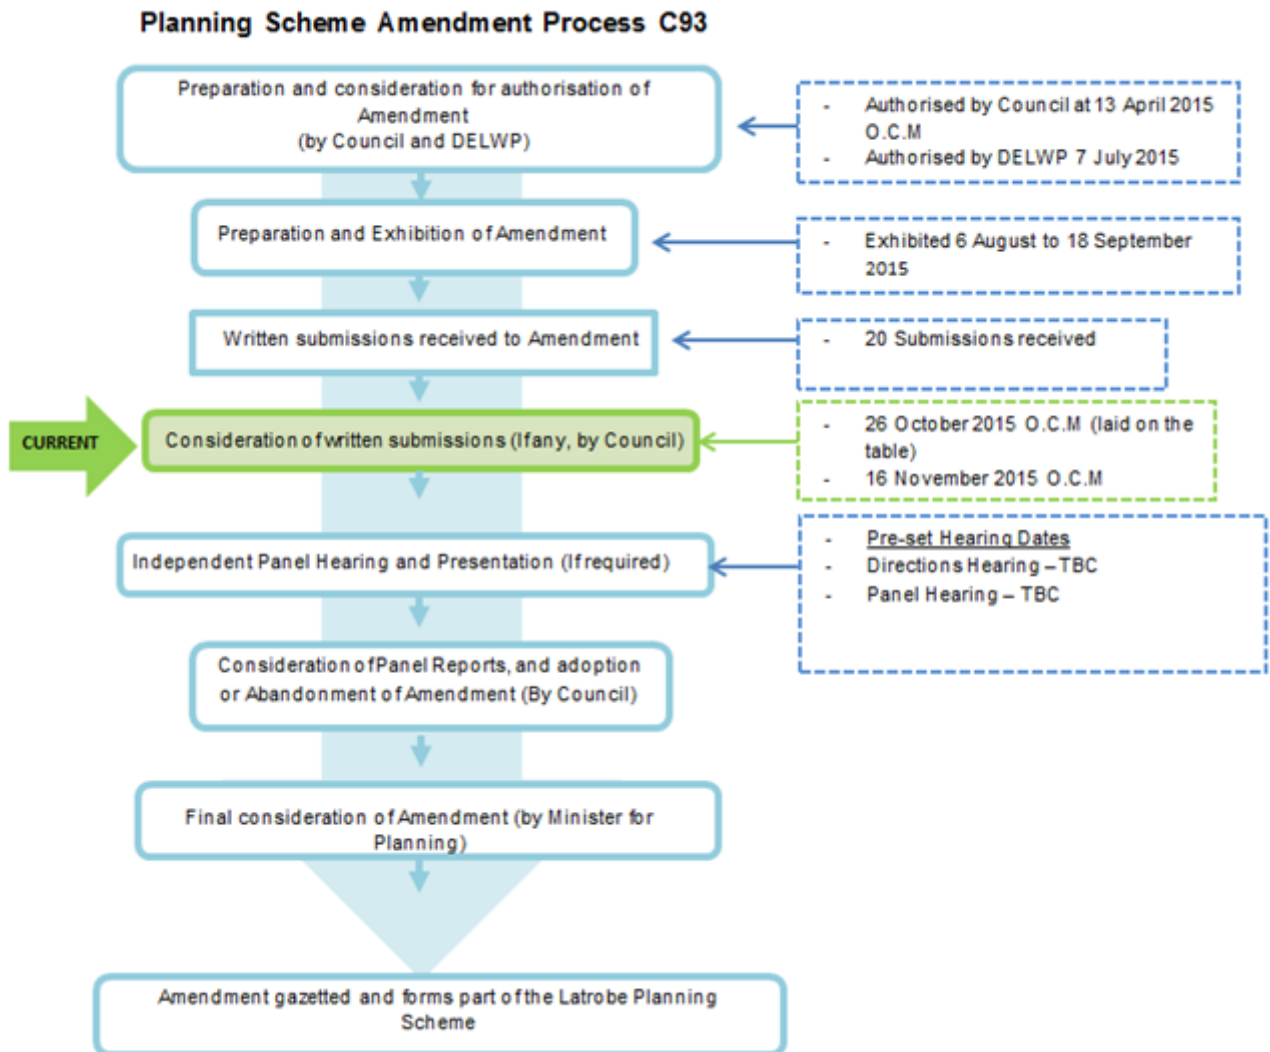 Planning Scheme Amendment Process C93
Preparation and consideration for authorisation of
Amendment
(by Council and DELWP)
- Authorised by Council at 13 April 2015
O.C.M
- Authorised by DELWP 7 July 2015
Preparation and Exhibition of Amendment
- Exhibited 6 August to 18 September
2015
Written submissions received to Amendment
- 20 Submissions received
CURRENT
Consideration of written submissions (If any, by Council)
- 26 October 2015 O.C.M (laid on the
table)
- 16 November 2015 O.C.M
Independent Panel Hearing and Presentation (If required)
- Pre-set Hearing Dates
- Directions Hearing – TBC
- Panel Hearing – TBC
Consideration of Panel Reports, and adoption
or Abandonment of Amendment (By Council)
Final consideration of Amendment (by Minister for
Planning)
Amendment gazetted and forms part of the Latrobe Planning
Scheme